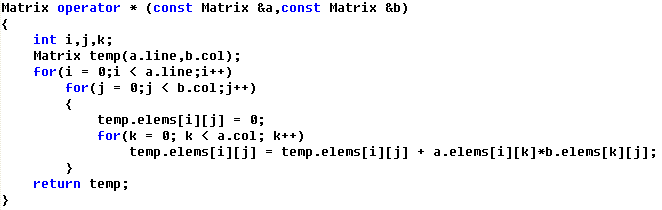 Matrix operator * (const Matrix &a,const Matrix &b)
{
    int i,j,k;
    Matrix temp(a.line,b.col);
    for(i = 0;i < a.line;i++)
        for(j = 0;j < b.col;j++)
        {
            temp.elems[i][j] = 0;
            for(k = 0; k < a.col; k++)
                temp.elems[i][j] = temp.elems[i][j] + a.elems[i][k]*b.elems[k][j];
        }
    return temp;
}